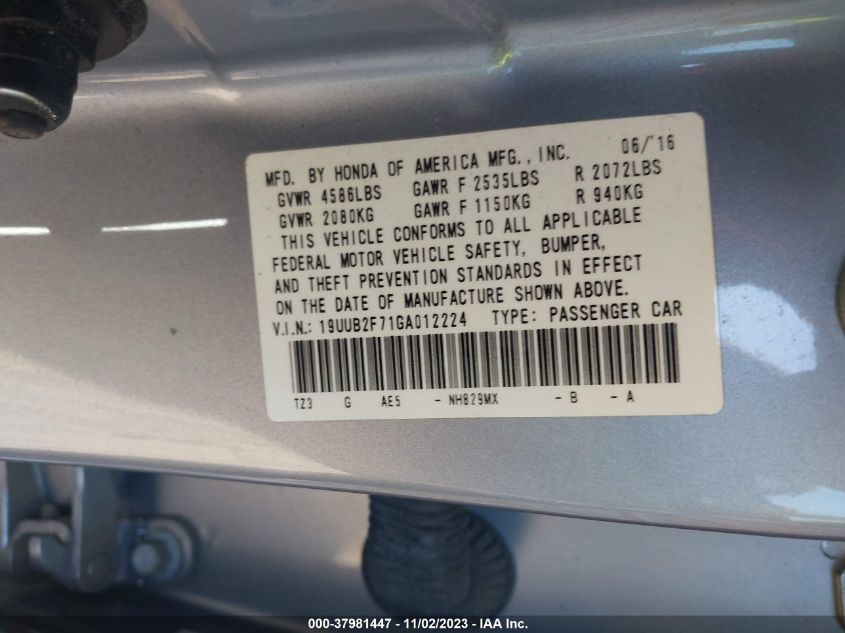 MFD. BY HONDA OF AMERICA MFG., INC. 06/'16
GVWR 4586LBS GAWR F 2535LBS R 2072LBS
GVWR 2080KG GAWR F 1150KG R 940KG
THIS VEHICLE CONFORMS TO ALL APPLICABLE
FEDERAL MOTOR VEHICLE SAFETY, BUMPER,
AND THEFT PREVENTION STANDARDS IN EFFECT
ON THE DATE OF MANUFACTURE SHOWN ABOVE.
V.I.N.: 19UUB2F71GA012224 TYPE: PASSENGER CAR
TZ3 G AE5 - NH829MX - B - A
000-37981447 - 11/02/2023 - IAA Inc.